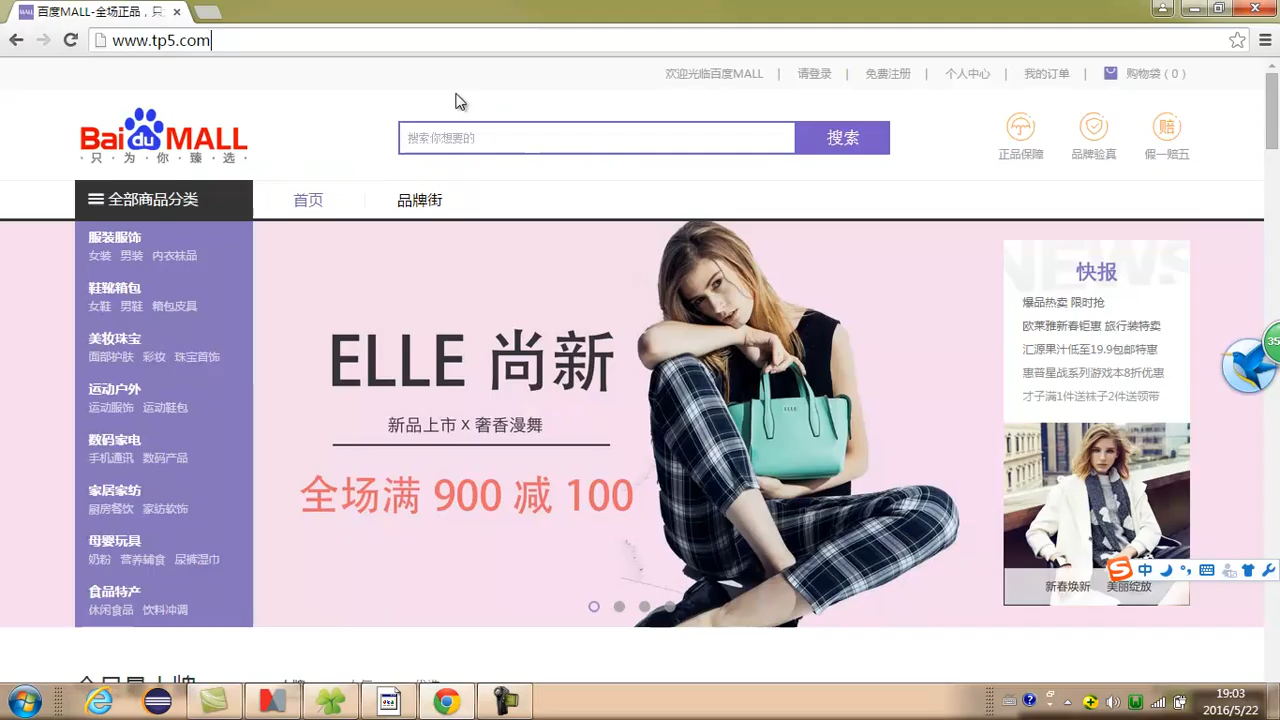 百度MALL-全场正品，只
www.tp5.com
欢迎光临百度MALL | 请登录 | 免费注册 | 个人中心 | 我的订单 | 购物袋 ( 0 )
Bai du MALL
·只·为·你·臻·选·
搜索你想要的
搜索
正品保障 品牌验真 假一赔五
赔
全部商品分类 首页 品牌街
服装服饰
女装 男装 内衣袜品
鞋靴箱包
女鞋 男鞋 箱包皮具
美妆珠宝
面部护肤 彩妆 珠宝首饰
运动户外
运动服饰 运动鞋包
数码家电
手机通讯 数码产品
家居家纺
厨房餐饮 家纺软饰
母婴玩具
奶粉 营养辅食 尿裤湿巾
食品特产
休闲食品 饮料冲调
ELLE 尚新
新品上市 x 奢香漫舞
全场满 900 减 100
ELLE
NEWS
快报
爆品热卖 限时抢
欧莱雅新春钜惠 旅行装特卖
汇源果汁低至19.9包邮特惠
惠普星战系列游戏本8折优惠
才子满1件送袜子2件送领带
新春焕新 美丽绽放
35
中
19:03
2016/5/22